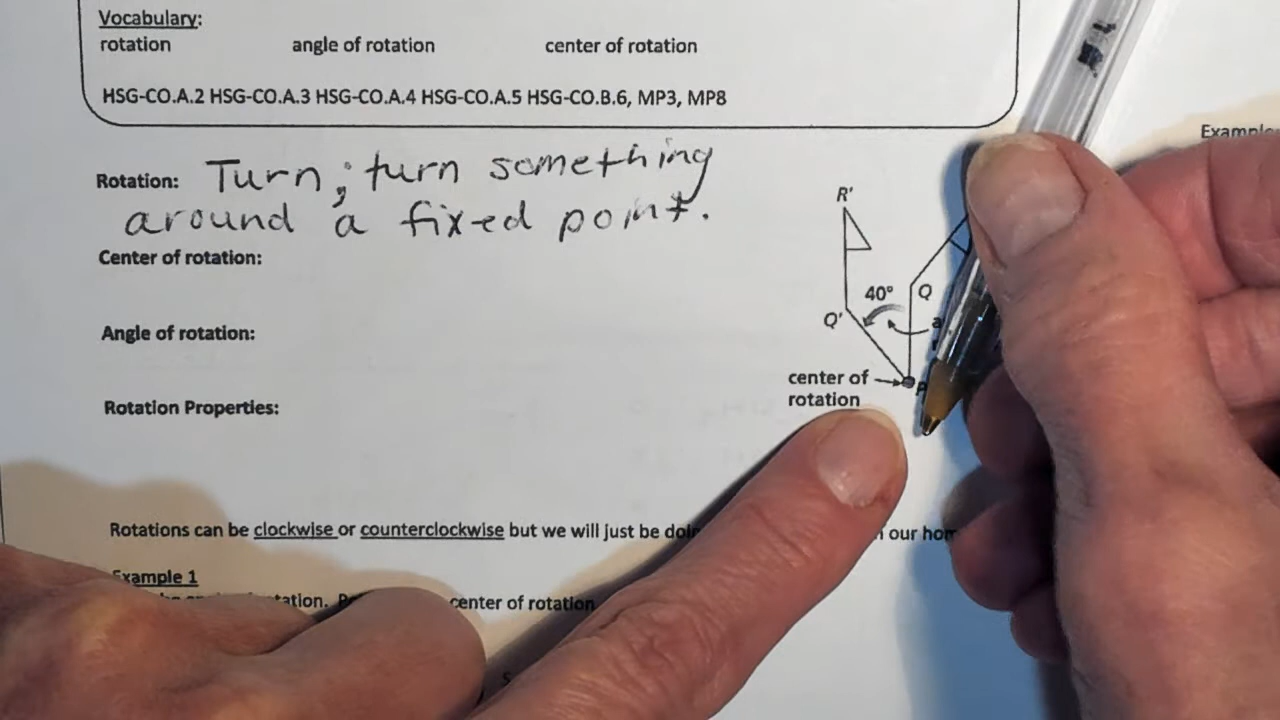 Vocabulary:
rotation angle of rotation center of rotation
HSG-CO.A.2 HSG-CO.A.3 HSG-CO.A.4 HSG-CO.A.5 HSG-CO.B.6, MP3, MP8
Example
Rotation: Turn; turn something
around a fixed point.
R'
Center of rotation:
40° Q
Q'
Angle of rotation:
center of P
rotation
Rotation Properties:
Rotations can be clockwise or counterclockwise but we will just be our
Example 1
center of rotation
S